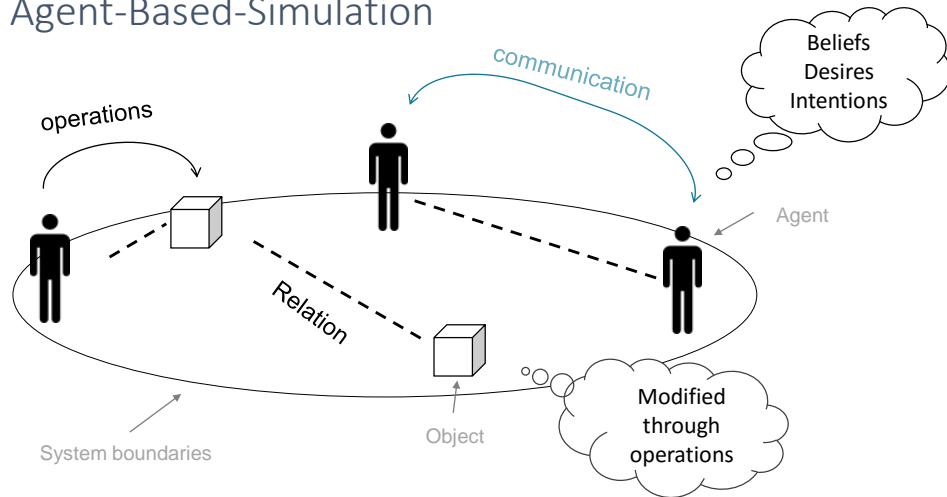 Agent-Based-Simulation
communication
Beliefs
Desires
Intentions
operations
Agent
Relation
Modified
through
operations
Object
System boundaries